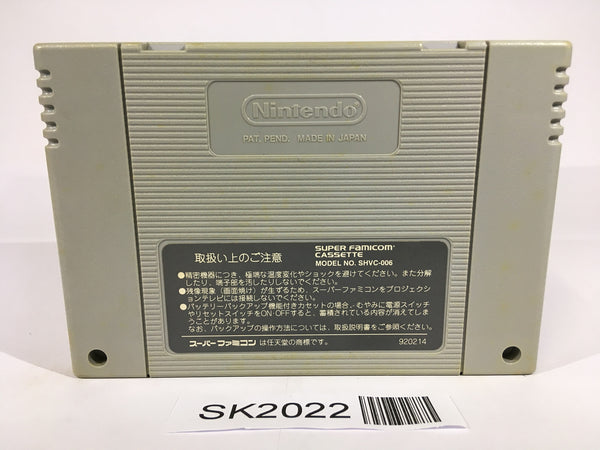 Nintendo
PAT. PEND. MADE IN JAPAN
取扱い上のご注意
SUPER FAMICOM
CASSETTE
MODEL NO. SHVC-006
●精密機器につき、極端な温度変化やショックを避けてください。また分解
したり、端子部を汚したりしないでください。
●残像現象（画面焼け）が生ずるため、スーパーファミコンをプロジェクシ
ョンテレビには接続しないでください。
●バッテリーバックアップ機能付きカセットの場合、むやみに電源スイッチ
やリセットスイッチをON・OFFすると、蓄積されている内容が消えてしま
うことがあります。
なお、バックアップの操作方法については、取扱説明書をご参照ください。
スーパーファミコン は任天堂の商標です。
920214
SK2022